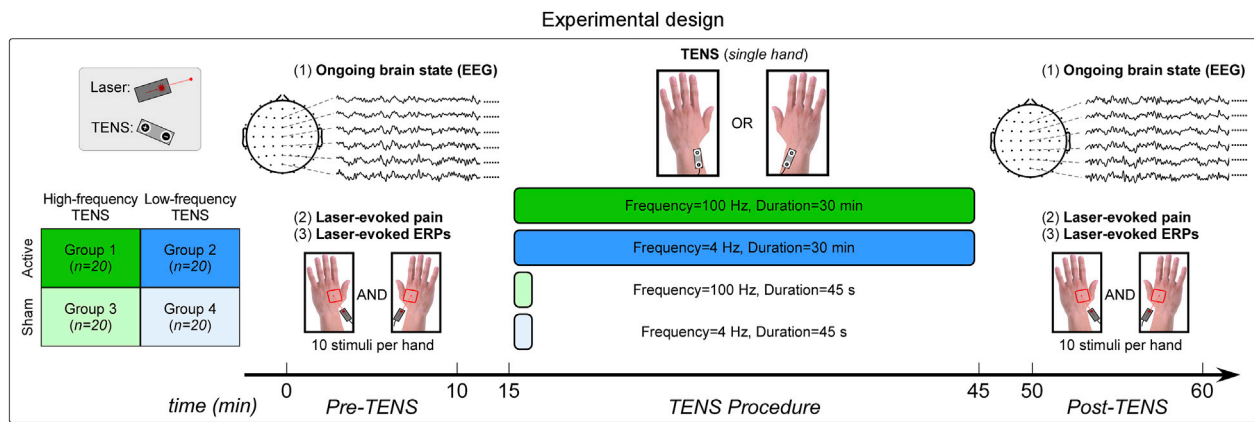 Experimental design
Laser:
TENS:
High-frequency
TENS
Low-frequency
TENS
Active
Group 1
(n=20)
Group 2
(n=20)
Sham
Group 3
(n=20)
Group 4
(n=20)
(1) Ongoing brain state (EEG)
(2) Laser-evoked pain
(3) Laser-evoked ERPs
AND
10 stimuli per hand
TENS (single hand)
OR
Frequency=100 Hz, Duration=30 min
Frequency=4 Hz, Duration=30 min
Frequency=100 Hz, Duration=45 s
Frequency=4 Hz, Duration=45 s
(1) Ongoing brain state (EEG)
(2) Laser-evoked pain
(3) Laser-evoked ERPs
AND
10 stimuli per hand
time (min)
0
10
15
45
50
60
Pre-TENS
TENS Procedure
Post-TENS